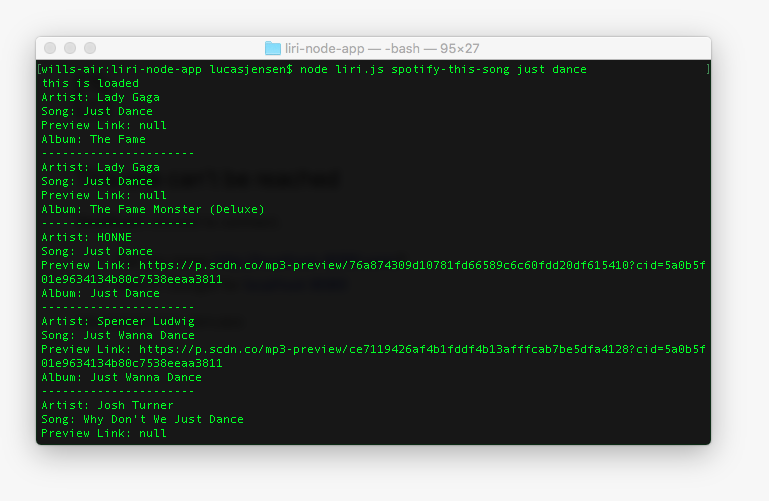 liri-node-app — -bash — 95×27
[wills-air:liri-node-app lucasjensen$ node liri.js spotify-this-song just dance ]
this is loaded
Artist: Lady Gaga
Song: Just Dance
Preview Link: null
Album: The Fame
----------------------
Artist: Lady Gaga
Song: Just Dance
Preview Link: null
Album: The Fame Monster (Deluxe)
----------------------
Artist: HONNE
Song: Just Dance
Preview Link: https://p.scdn.co/mp3-preview/76a874309d10781fd66589c6c60fdd20df615410?cid=5a0b5f
01e9634134b80c7538eeaa3811
Album: Just Dance
----------------------
Artist: Spencer Ludwig
Song: Just Wanna Dance
Preview Link: https://p.scdn.co/mp3-preview/ce7119426af4b1fddf4b13afffcab7be5dfa4128?cid=5a0b5f
01e9634134b80c7538eeaa3811
Album: Just Wanna Dance
----------------------
Artist: Josh Turner
Song: Why Don't We Just Dance
Preview Link: null